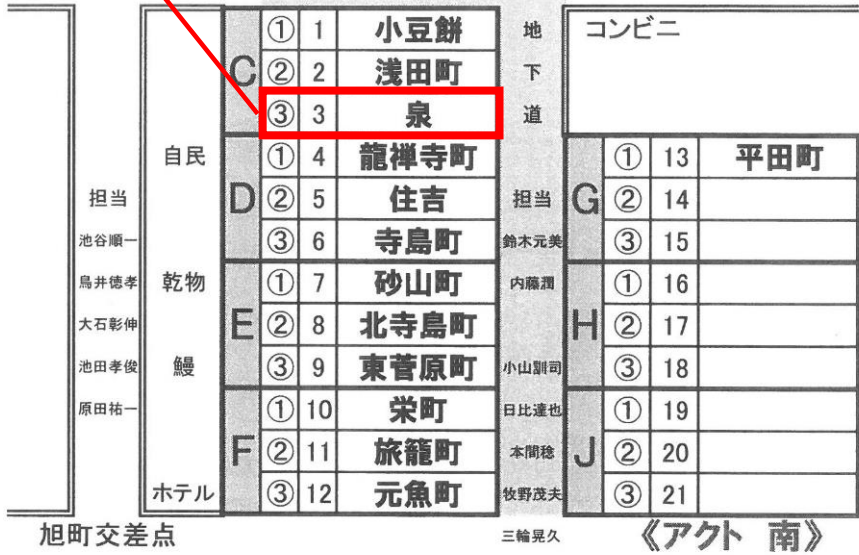 ① 1 小豆餅 地 コンビニ
C ② 2 浅田町 下
③ 3 泉 道
自民 ① 4 龍禅寺町 ① 13 平田町
担当 D ② 5 住吉 担当 G ② 14
池谷順一 ③ 6 寺島町 鈴木元美 ③ 15
鳥井徳孝 乾物 ① 7 砂山町 内藤潤 ① 16
大石彰伸 E ② 8 北寺島町 H ② 17
池田孝俊 鰻 ③ 9 東菅原町 小山訓司 ③ 18
原田祐一 ① 10 栄町 日比達也 ① 19
F ② 11 旅籠町 本間稔 J ② 20
ホテル ③ 12 元魚町 牧野茂夫 ③ 21
旭町交差点 三輪晃久 《アクト 南》